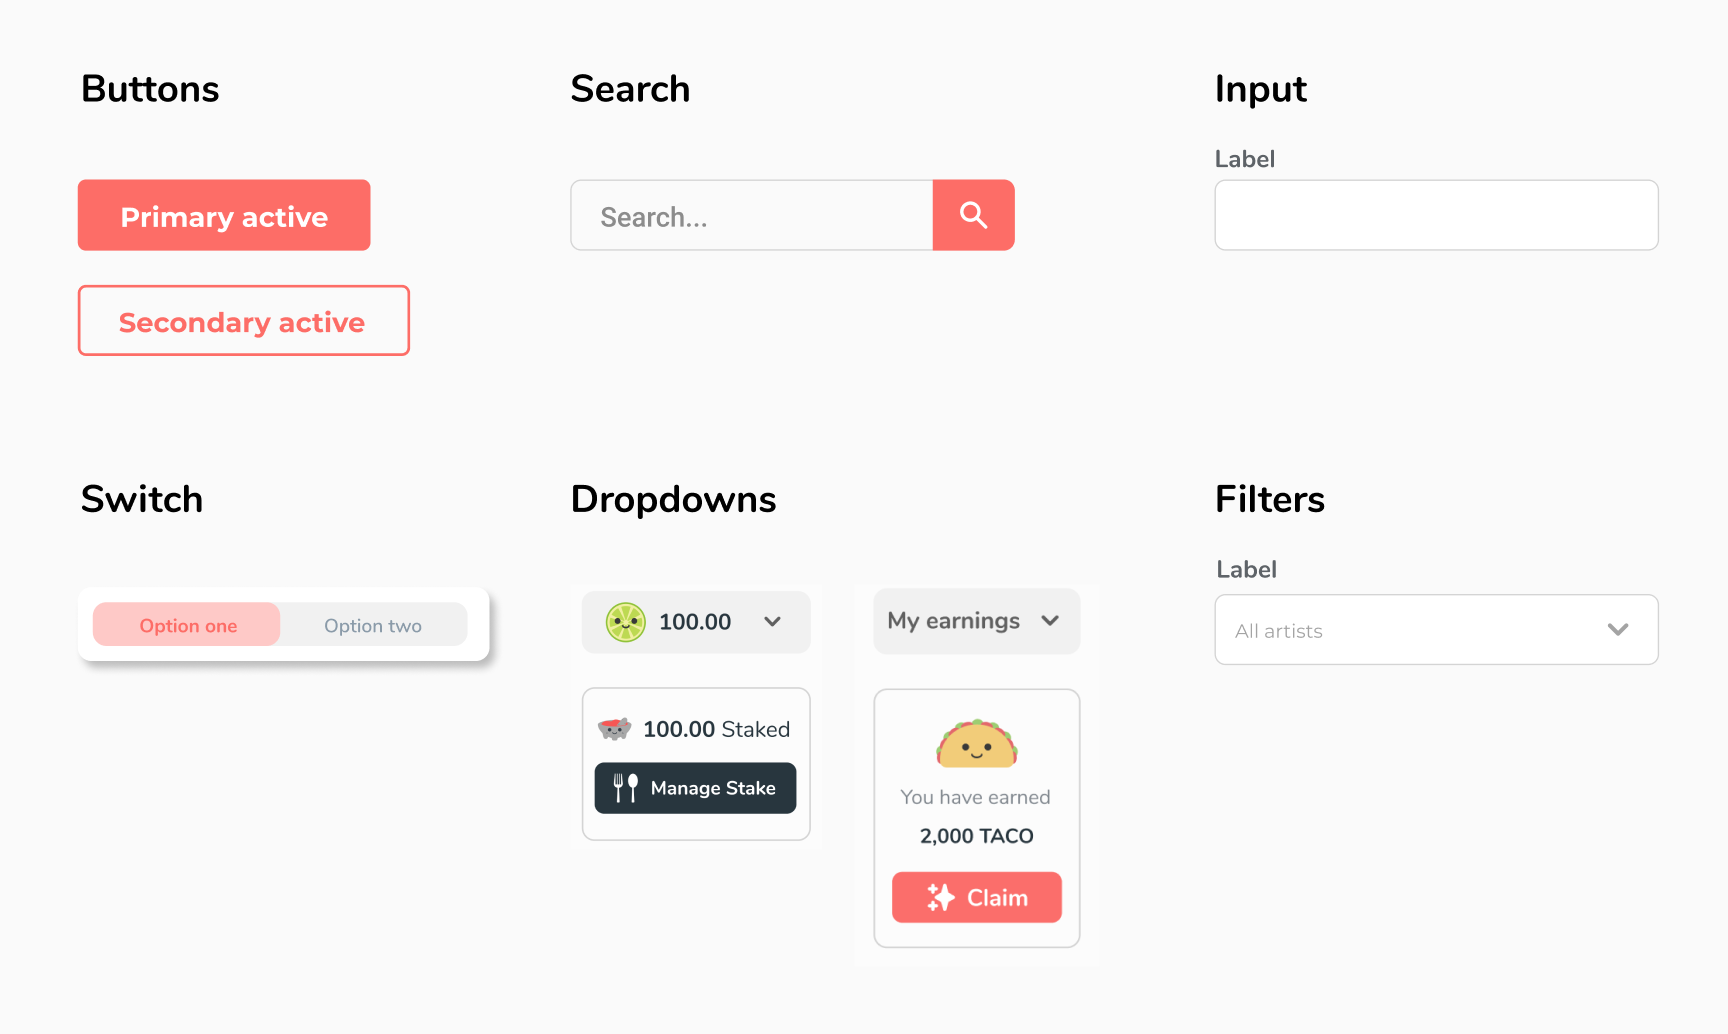 Buttons
Primary active
Secondary active
Search
Search...
Input
Label
Switch
Option one
Option two
Dropdowns
100.00
100.00 Staked
Manage Stake
My earnings
You have earned
2,000 TACO
Claim
Filters
Label
All artists